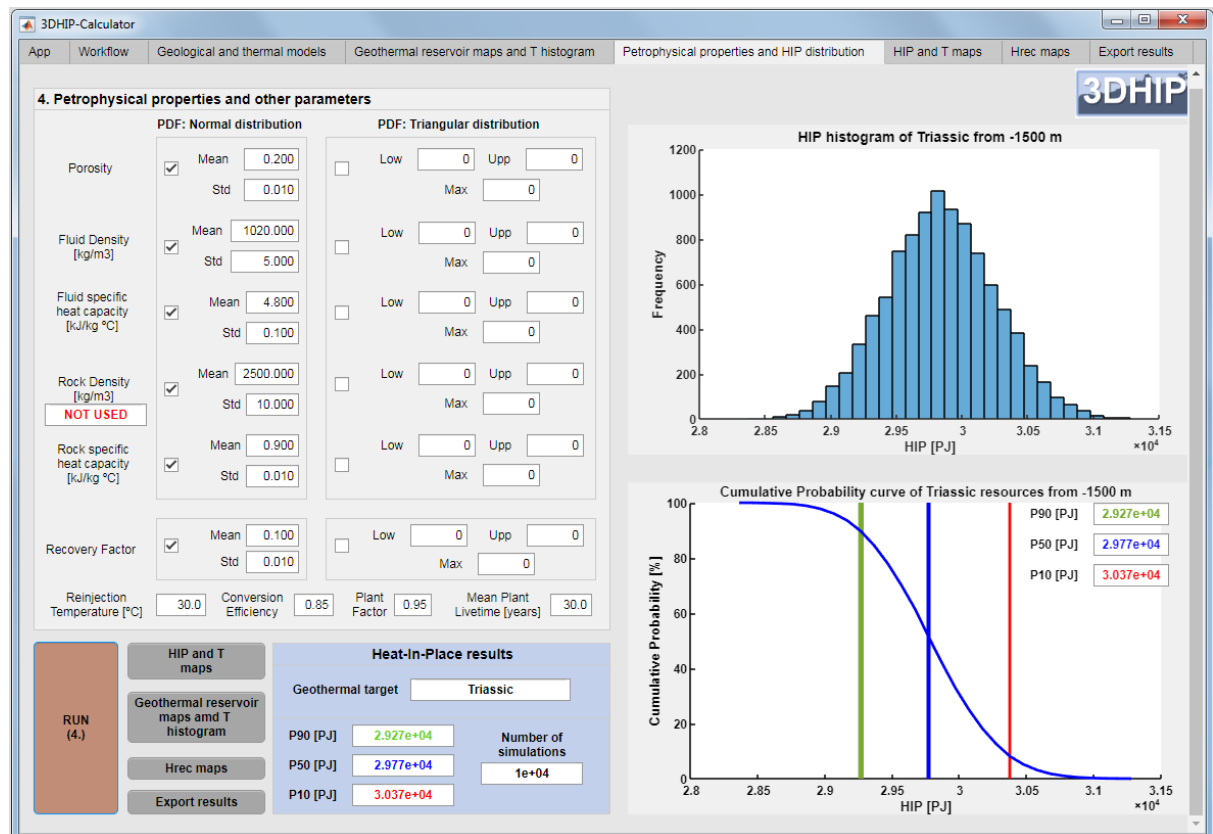 3DHIP-Calculator
App Workflow Geological and thermal models Geothermal reservoir maps and T histogram Petrophysical properties and HIP distribution HIP and T maps Hrec maps Export results
3DHIP
4. Petrophysical properties and other parameters
PDF: Normal distribution PDF: Triangular distribution
Porosity
Mean 0.200 Low 0 Upp 0
Std 0.010 Max 0
Fluid Density
[kg/m3]
Mean 1020.000 Low 0 Upp 0
Std 5.000 Max 0
Fluid specific
heat capacity
[kJ/kg ºC]
Mean 4.800 Low 0 Upp 0
Std 0.100 Max 0
Rock Density
[kg/m3]
NOT USED
Mean 2500.000 Low 0 Upp 0
Std 10.000 Max 0
Rock specific
heat capacity
[kJ/kg ºC]
Mean 0.900 Low 0 Upp 0
Std 0.010 Max 0
Recovery Factor
Mean 0.100 Low 0 Upp 0
Std 0.010 Max 0
Reinjection
Temperature [ºC]
30.0
Conversion
Efficiency
0.85
Plant
Factor
0.95
Mean Plant
Livetime [years]
30.0
RUN
(4.)
HIP and T
maps
Geothermal reservoir
maps amd T
histogram
Hrec maps
Export results
Heat-In-Place results
Geothermal target Triassic
P90 [PJ] 2.927e+04
P50 [PJ] 2.977e+04
P10 [PJ] 3.037e+04
Number of
simulations
1e+04
HIP histogram of Triassic from -1500 m
1200
1000
800
600
400
200
0
Frequency
2.8 2.85 2.9 2.95 3 3.05 3.1 3.15
HIP [PJ]
×10⁴
Cumulative Probability curve of Triassic resources from -1500 m
100
80
60
40
20
0
Cumulative Probability [%]
P90 [PJ] 2.927e+04
P50 [PJ] 2.977e+04
P10 [PJ] 3.037e+04
2.8 2.85 2.9 2.95 3 3.05 3.1 3.15
HIP [PJ]
×10⁴